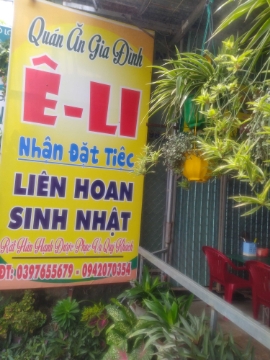 Quán Ăn Gia Đình
Ê-LI
Nhân Đặt Tiệc
LIÊN HOAN
SINH NHẬT
Rất Hân Hạnh Được Phục Vụ Quý Khách
ĐT: 0397655679 - 0942070354